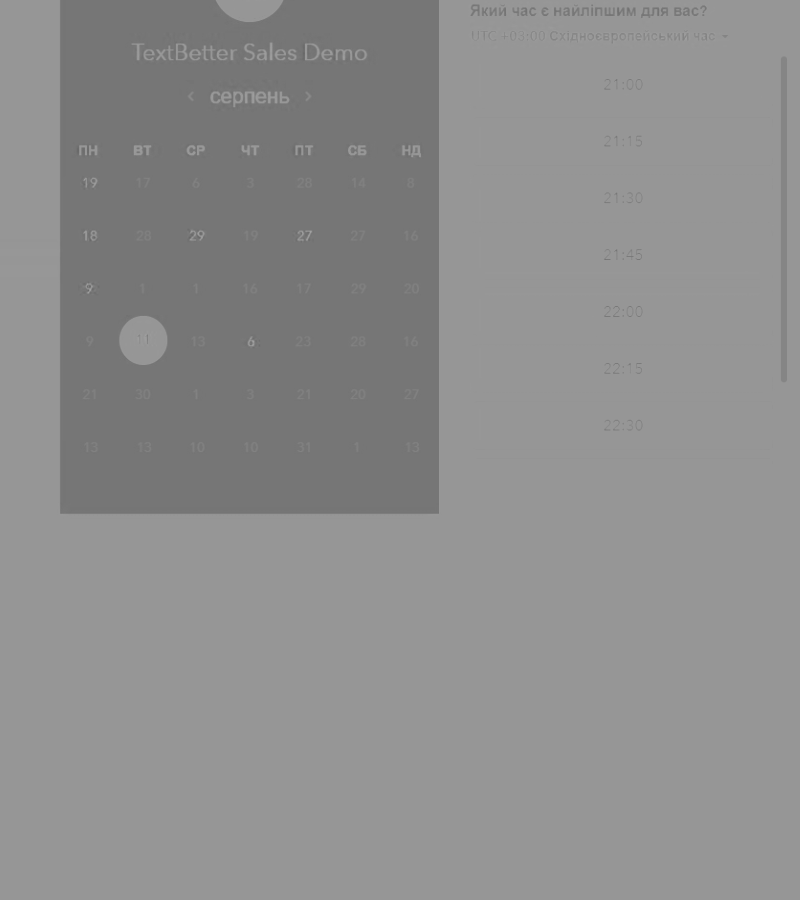 TextBetter Sales Demo
серпень
ПН ВТ СР ЧТ ПТ СБ НД
19 17 6 3 28 14 8
18 28 29 19 27 27 16
9 1 1 16 17 29 20
9 11 13 6 23 28 16
21 30 1 3 21 20 27
13 13 10 10 31 1 13
Який час є найліпшим для вас?
UTC +03:00 Східноєвропейський час
21:00
21:15
21:30
21:45
22:00
22:15
22:30